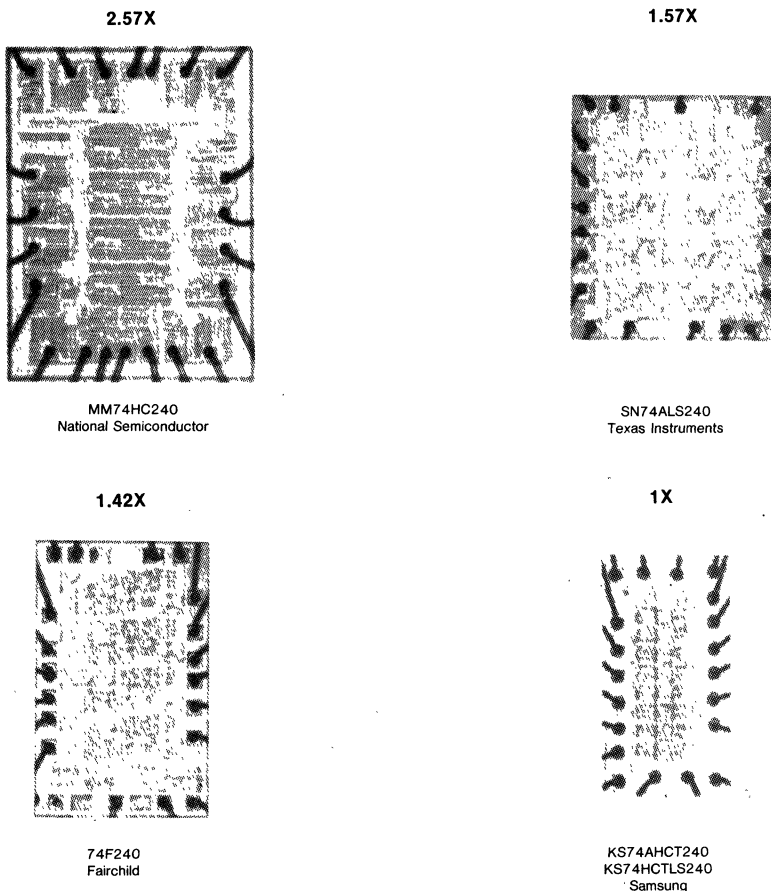 2.57X
1.57X
MM74HC240
National Semiconductor
SN74ALS240
Texas Instruments
1.42X
1X
74F240
Fairchild
KS74AHCT240
KS74HCTLS240
Samsung